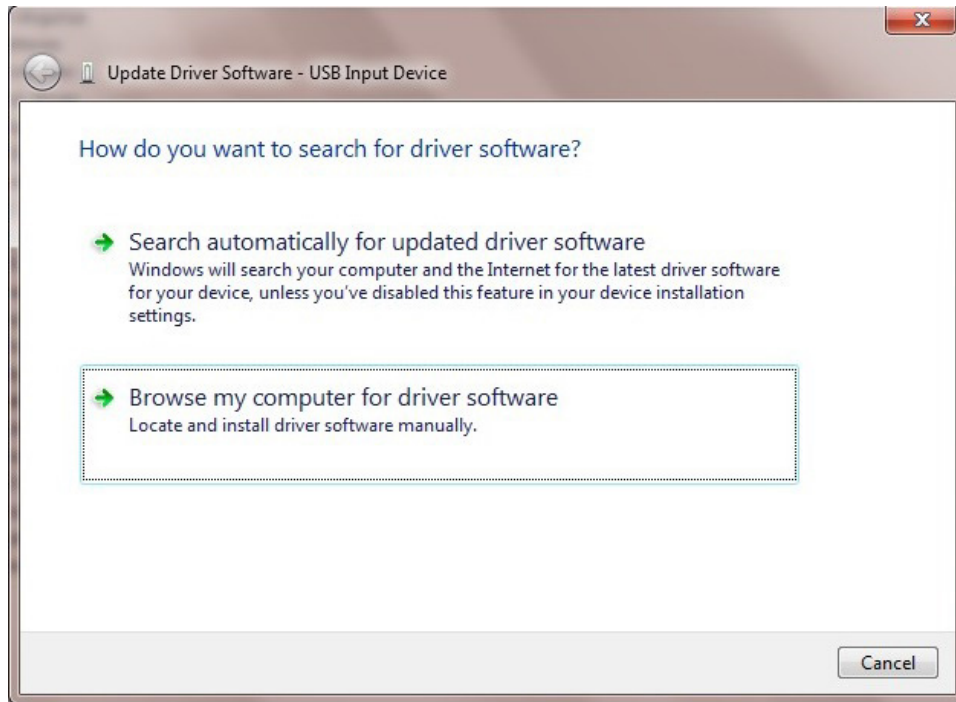 Update Driver Software - USB Input Device
How do you want to search for driver software?
Search automatically for updated driver software
Windows will search your computer and the Internet for the latest driver software
for your device, unless you've disabled this feature in your device installation
settings.
Browse my computer for driver software
Locate and install driver software manually.
Cancel